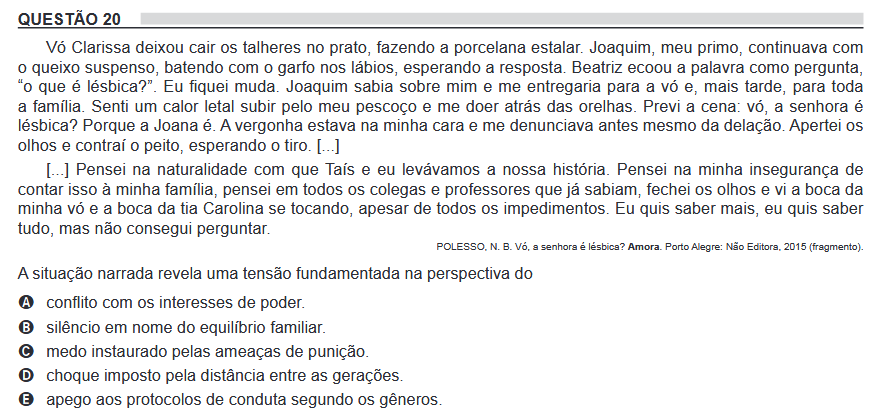 QUESTÃO 20
Vó Clarissa deixou cair os talheres no prato, fazendo a porcelana estalar. Joaquim, meu primo, continuava com
o queixo suspenso, batendo com o garfo nos lábios, esperando a resposta. Beatriz ecoou a palavra como pergunta,
“o que é lésbica?”. Eu fiquei muda. Joaquim sabia sobre mim e me entregaria para a vó e, mais tarde, para toda
a família. Senti um calor letal subir pelo meu pescoço e me doer atrás das orelhas. Previ a cena: vó, a senhora é
lésbica? Porque a Joana é. A vergonha estava na minha cara e me denunciava antes mesmo da delação. Apertei os
olhos e contraí o peito, esperando o tiro. [...]
[...] Pensei na naturalidade com que Taís e eu levávamos a nossa história. Pensei na minha insegurança de
contar isso à minha família, pensei em todos os colegas e professores que já sabiam, fechei os olhos e vi a boca da
minha vó e a boca da tia Carolina se tocando, apesar de todos os impedimentos. Eu quis saber mais, eu quis saber
tudo, mas não consegui perguntar.
POLESSO, N. B. Vó, a senhora é lésbica? Amora. Porto Alegre: Não Editora, 2015 (fragmento).
A situação narrada revela uma tensão fundamentada na perspectiva do
A conflito com os interesses de poder.
B silêncio em nome do equilíbrio familiar.
C medo instaurado pelas ameaças de punição.
D choque imposto pela distância entre as gerações.
E apego aos protocolos de conduta segundo os gêneros.